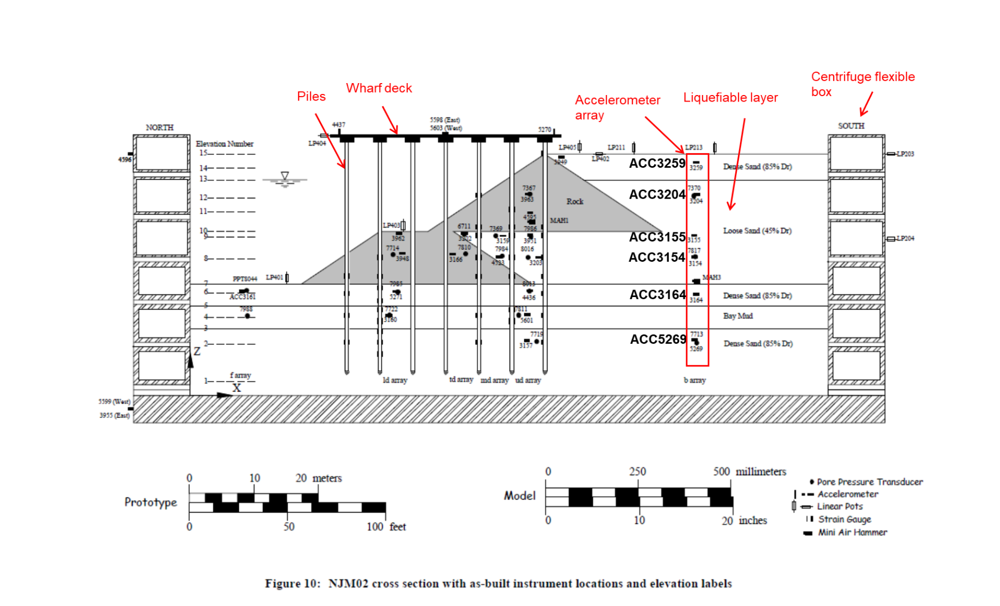 Centrifuge flexible
box
Wharf deck
Piles
Accelerometer
array
Liquefiable layer
NORTH
SOUTH
4437
5598 (East)
5603 (West)
5270
LP404
Elevation Number
15
14
13
12
11
10
9
8
7
6
5
4
3
2
1
4596
LP405
LP211
LP213
LP402
LP203
3949
ACC3259
3259
Dense Sand (85% Dr)
7367
3963
ACC3204
7370
3204
Rock
4595
MAH1
LP403
3962
6711
3202
7369
3159
7986
3951
Loose Sand (45% Dr)
ACC3155
3155
LP204
7714
3948
7810
3166
7984
4523
8016
3203
ACC3154
7817
3154
PPT8044
ACC3161
LP401
7985
5271
8013
4436
MAH3
ACC3164
3164
Dense Sand (85% Dr)
7988
7722
3160
7811
5601
Bay Mud
7719
3157
ACC5269
7713
5269
Dense Sand (85% Dr)
Z
X
f array
ld array
td array
md array
ud array
b array
5599 (West)
3955 (East)
0 10 20 meters
Prototype
0 50 100 feet
0 250 500 millimeters
Model
0 10 20 inches
Pore Pressure Transducer
Accelerometer
Linear Pots
Strain Gauge
Mini Air Hammer
Figure 10: NJM02 cross section with as-built instrument locations and elevation labels